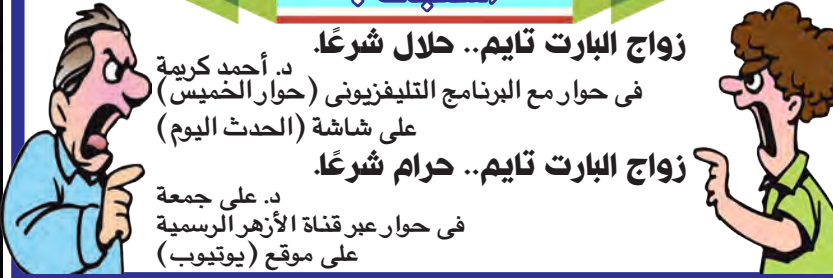 زواج البارت تايم.. حلال شرعًا.
د. أحمد كريمة
فى حوار مع البرنامج التليفزيونى (حوار الخميس)
على شاشة (الحدث اليوم)
زواج البارت تايم.. حرام شرعًا.
د. على جمعة
فى حوار عبر قناة الأزهر الرسمية
على موقع (يوتيوب)